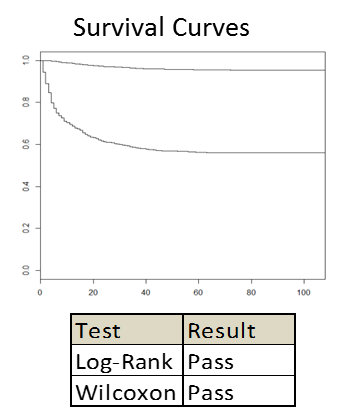 Survival Curves
1.0
0.8
0.6
0.4
0.2
0.0
0 20 40 60 80 100
Test Result
Log-Rank Pass
Wilcoxon Pass